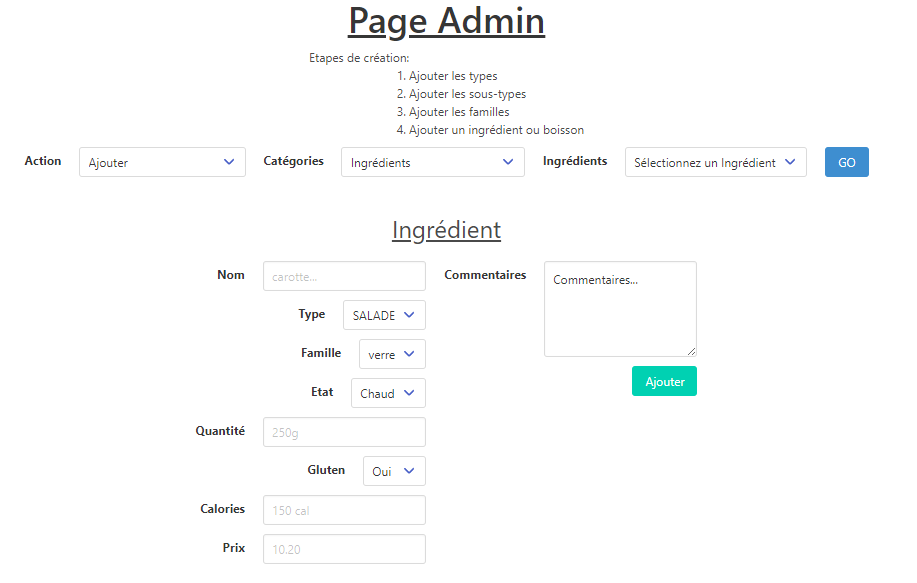 Page Admin
Etapes de création:
1. Ajouter les types
2. Ajouter les sous-types
3. Ajouter les familles
4. Ajouter un ingrédient ou boisson
Action Ajouter Catégories Ingrédients Ingrédients Sélectionnez un Ingrédient GO
Ingrédient
Nom carotte... Commentaires Commentaires...
Type SALADE
Famille verre
Ajouter
Etat Chaud
Quantité 250g
Gluten Oui
Calories 150 cal
Prix 10.20